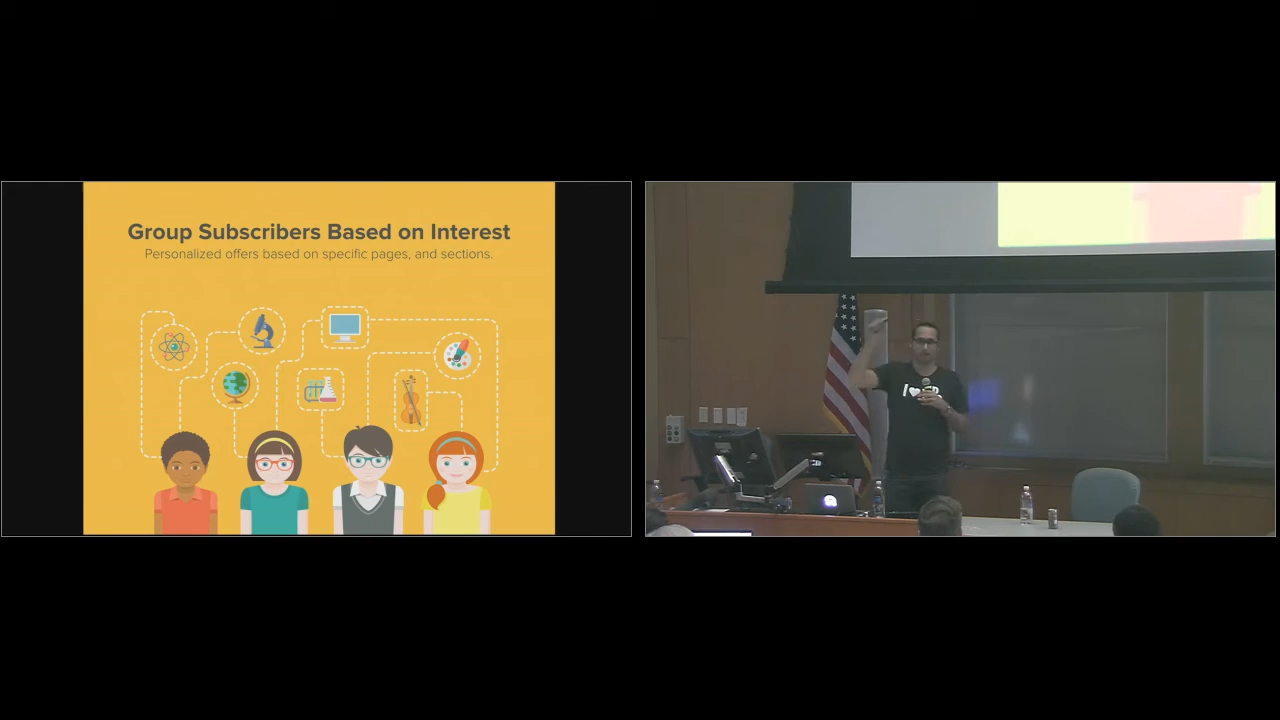 Group Subscribers Based on Interest
Personalized offers based on specific pages, and sections.